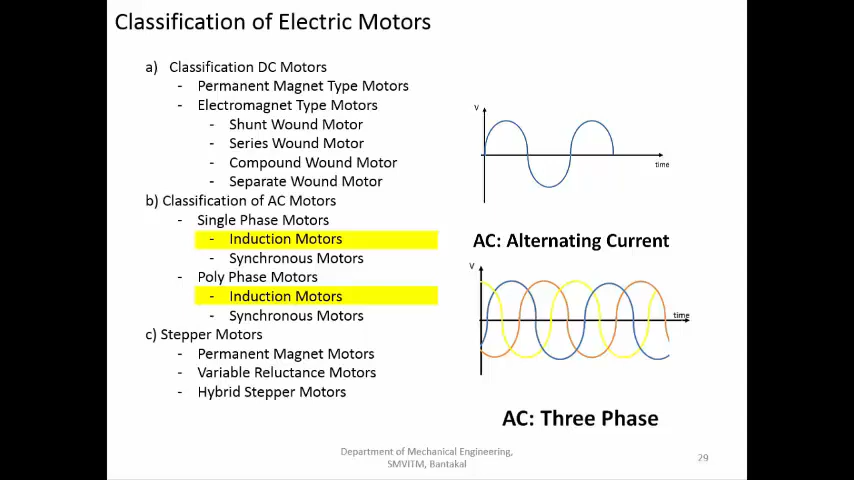 Classification of Electric Motors
a) Classification DC Motors
- Permanent Magnet Type Motors
- Electromagnet Type Motors
- Shunt Wound Motor
- Series Wound Motor
- Compound Wound Motor
- Separate Wound Motor
b) Classification of AC Motors
- Single Phase Motors
- Induction Motors
- Synchronous Motors
- Poly Phase Motors
- Induction Motors
- Synchronous Motors
c) Stepper Motors
- Permanent Magnet Motors
- Variable Reluctance Motors
- Hybrid Stepper Motors
V
time
AC: Alternating Current
V
time
AC: Three Phase
Department of Mechanical Engineering,
SMVITM, Bantakal
29